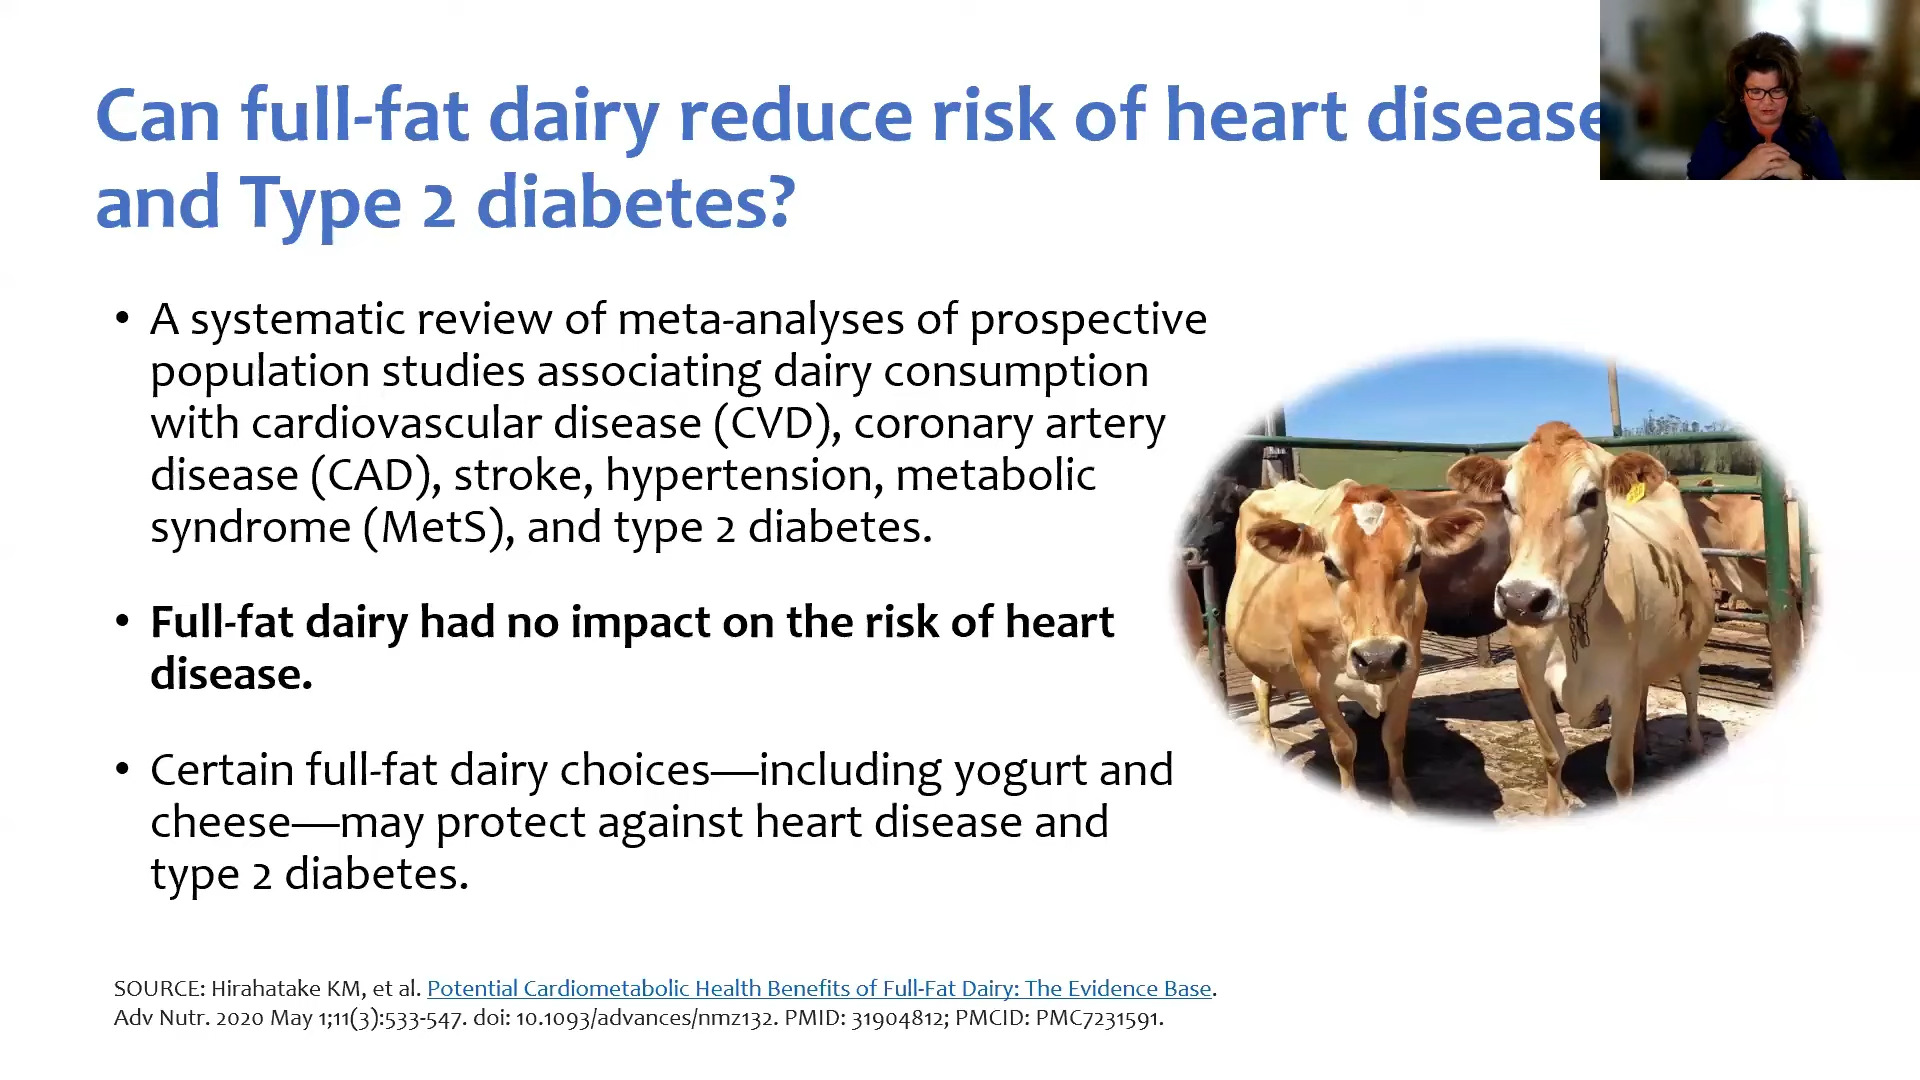 Can full-fat dairy reduce risk of heart disease
and Type 2 diabetes?
• A systematic review of meta-analyses of prospective
population studies associating dairy consumption
with cardiovascular disease (CVD), coronary artery
disease (CAD), stroke, hypertension, metabolic
syndrome (MetS), and type 2 diabetes.
• Full-fat dairy had no impact on the risk of heart
disease.
• Certain full-fat dairy choices—including yogurt and
cheese—may protect against heart disease and
type 2 diabetes.
SOURCE: Hirahatake KM, et al. Potential Cardiometabolic Health Benefits of Full-Fat Dairy: The Evidence Base.
Adv Nutr. 2020 May 1;11(3):533-547. doi: 10.1093/advances/nmz132. PMID: 31904812; PMCID: PMC7231591.